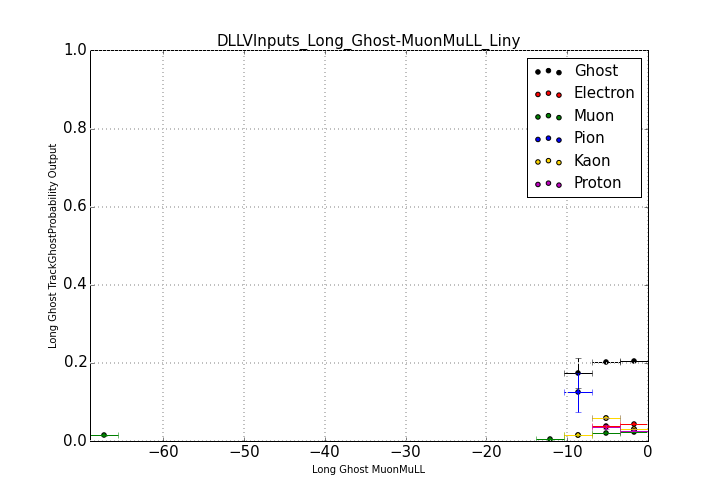 DLLVInputs_Long_Ghost-MuonMuLL_Liny
1.0
0.8
0.6
0.4
0.2
0.0
Long Ghost TrackGhostProbability Output
Ghost
Electron
Muon
Pion
Kaon
Proton
−60
−50
−40
−30
−20
−10
0
Long Ghost MuonMuLL